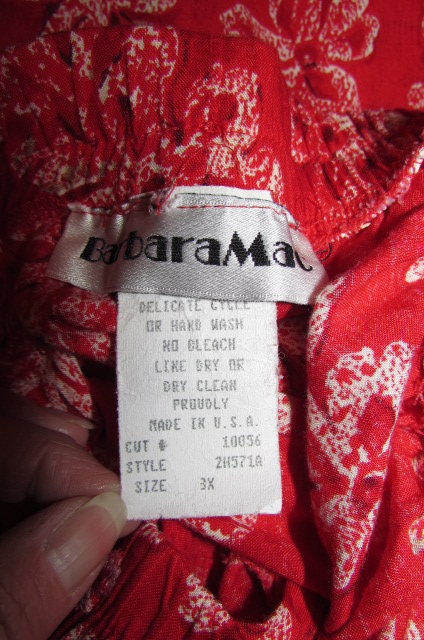 BarbaraMac
DELICATE CYCLE
OR HAND WASH
NO BLEACH
LINE DRY OR
DRY CLEAN
PROUDLY
MADE IN U.S.A.
CUT # 10056
STYLE 2H571A
SIZE 3X